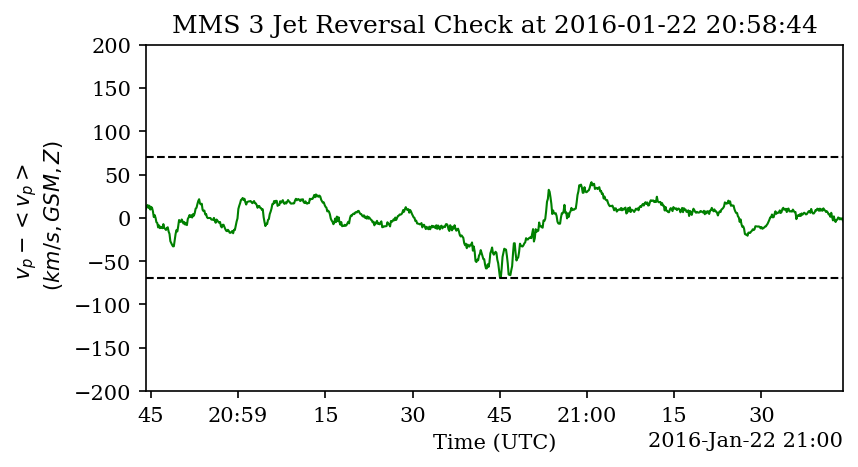 MMS 3 Jet Reversal Check at 2016-01-22 20:58:44
v_p − < v_p >
(km/s, GSM, Z)
200
150
100
50
0
−50
−100
−150
−200
45 20:59 15 30 45 21:00 15 30
Time (UTC) 2016-Jan-22 21:00